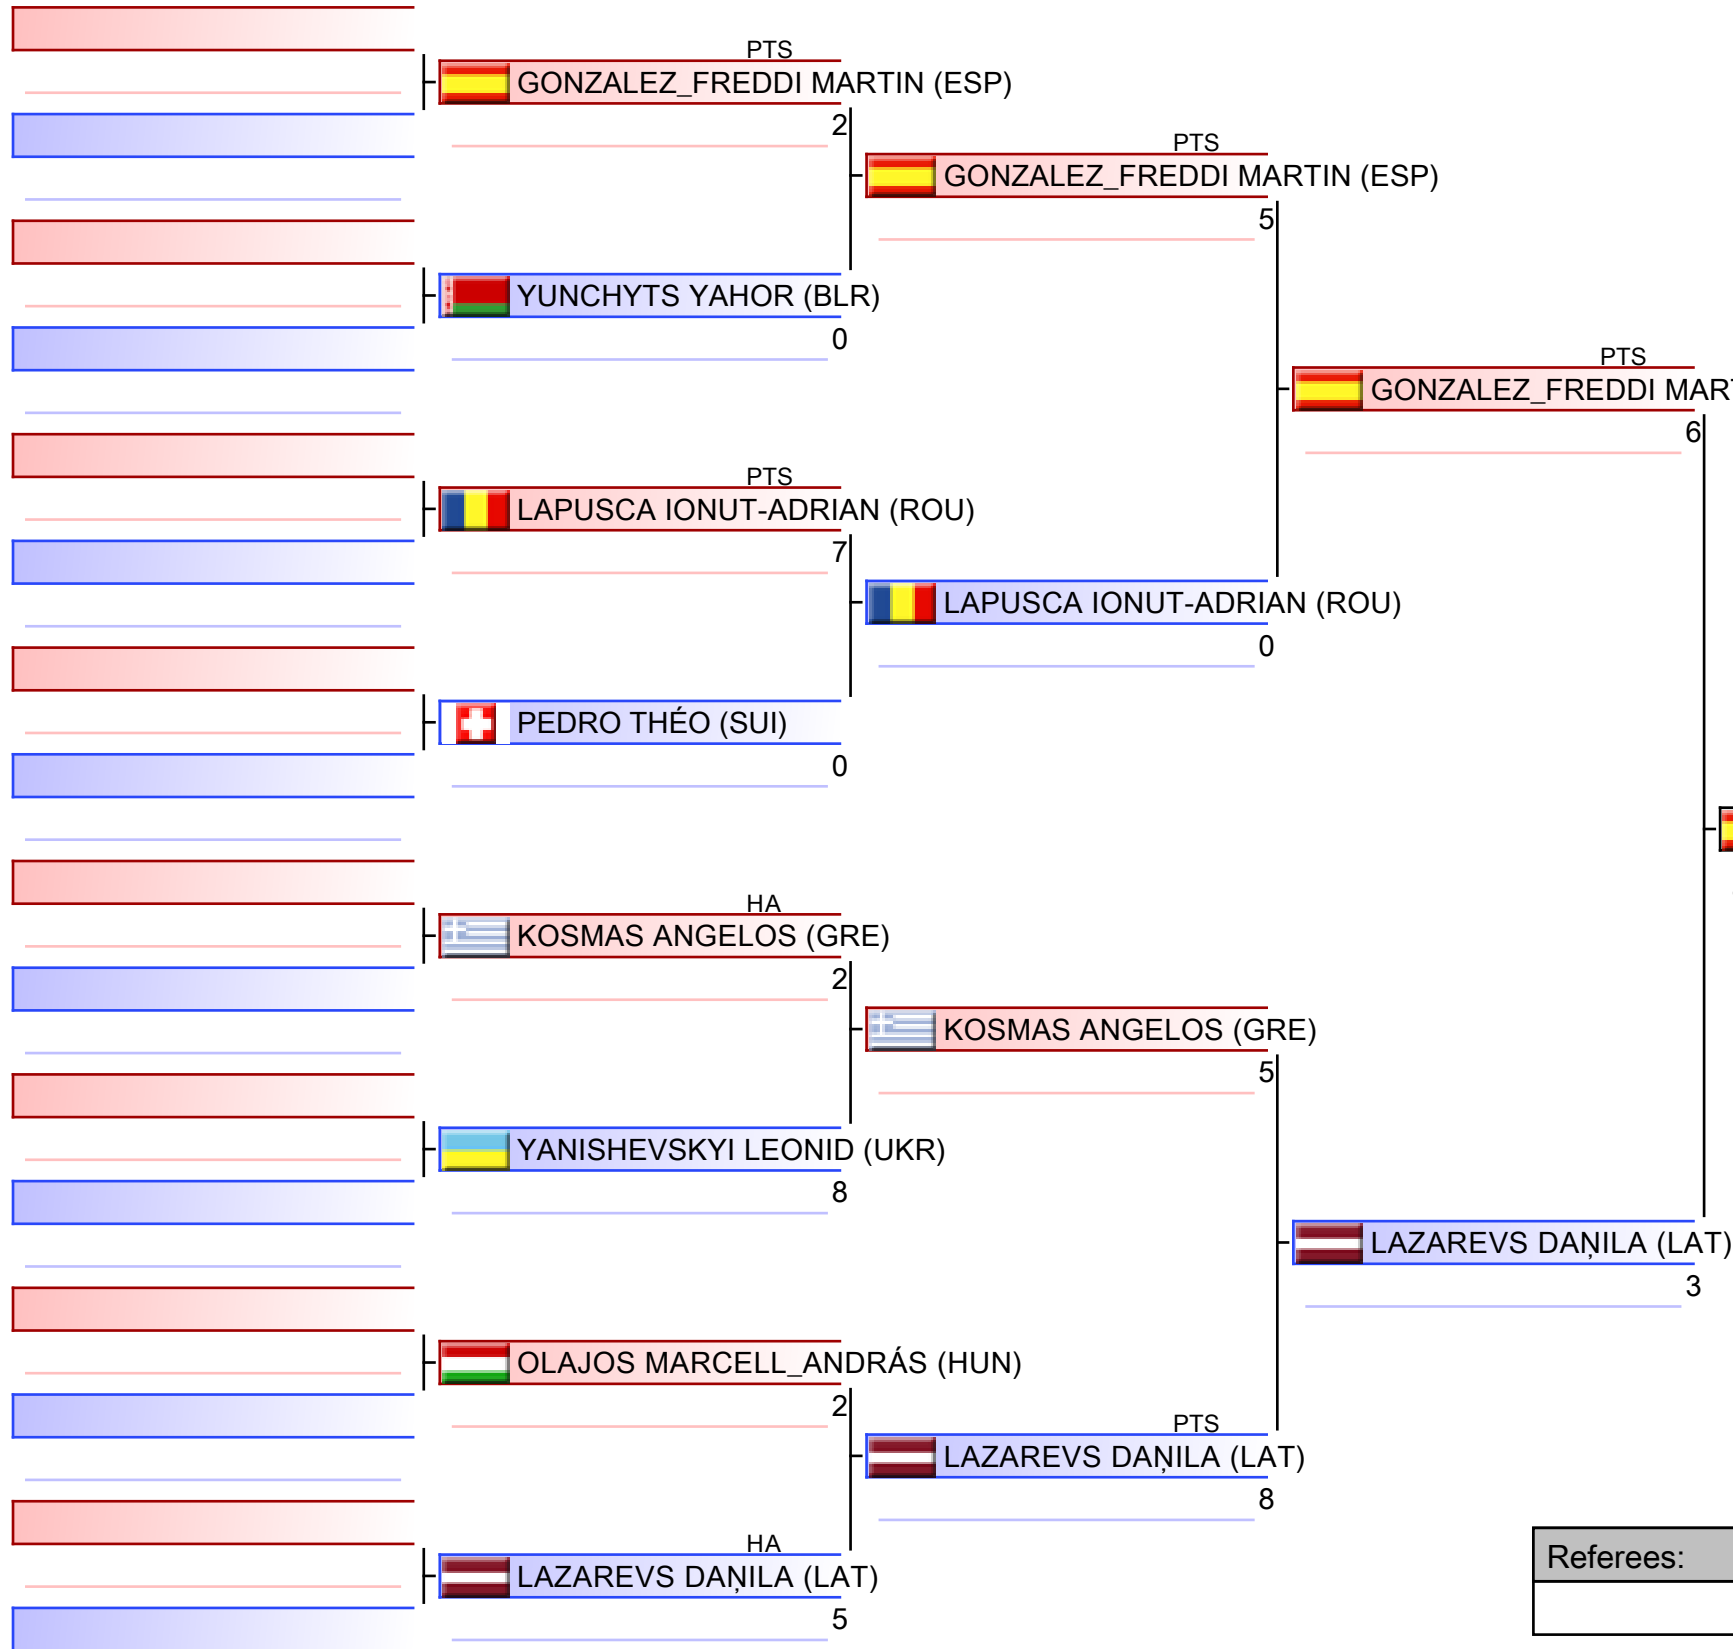 PTS
GONZALEZ_FREDDI MARTIN (ESP)
2
PTS
GONZALEZ_FREDDI MARTIN (ESP)
5
YUNCHYTS YAHOR (BLR)
0
PTS
GONZALEZ_FREDDI MAR
6
PTS
LAPUSCA IONUT-ADRIAN (ROU)
7
LAPUSCA IONUT-ADRIAN (ROU)
0
PEDRO THÉO (SUI)
0
HA
KOSMAS ANGELOS (GRE)
2
KOSMAS ANGELOS (GRE)
5
YANISHEVSKYI LEONID (UKR)
8
LAZAREVS DAŅILA (LAT)
3
OLAJOS MARCELL_ANDRÁS (HUN)
2
PTS
LAZAREVS DAŅILA (LAT)
8
HA
LAZAREVS DAŅILA (LAT)
5
Referees: